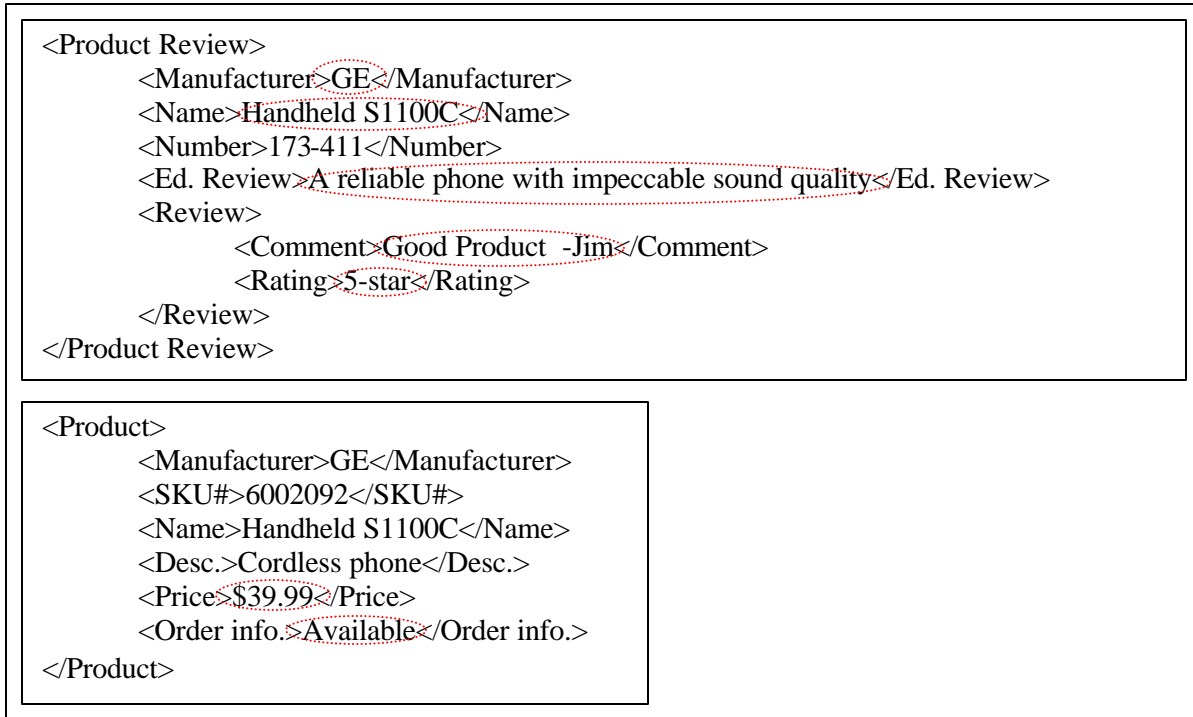 <Product Review>
<Manufacturer>GE</Manufacturer>
<Name>Handheld S1100C</Name>
<Number>173-411</Number>
<Ed. Review>A reliable phone with impeccable sound quality</Ed. Review>
<Review>
<Comment>Good Product  -Jim</Comment>
<Rating>5-star</Rating>
</Review>
</Product Review>
<Product>
<Manufacturer>GE</Manufacturer>
<SKU#>6002092</SKU#>
<Name>Handheld S1100C</Name>
<Desc.>Cordless phone</Desc.>
<Price>$39.99</Price>
<Order info.>Available</Order info.>
</Product>